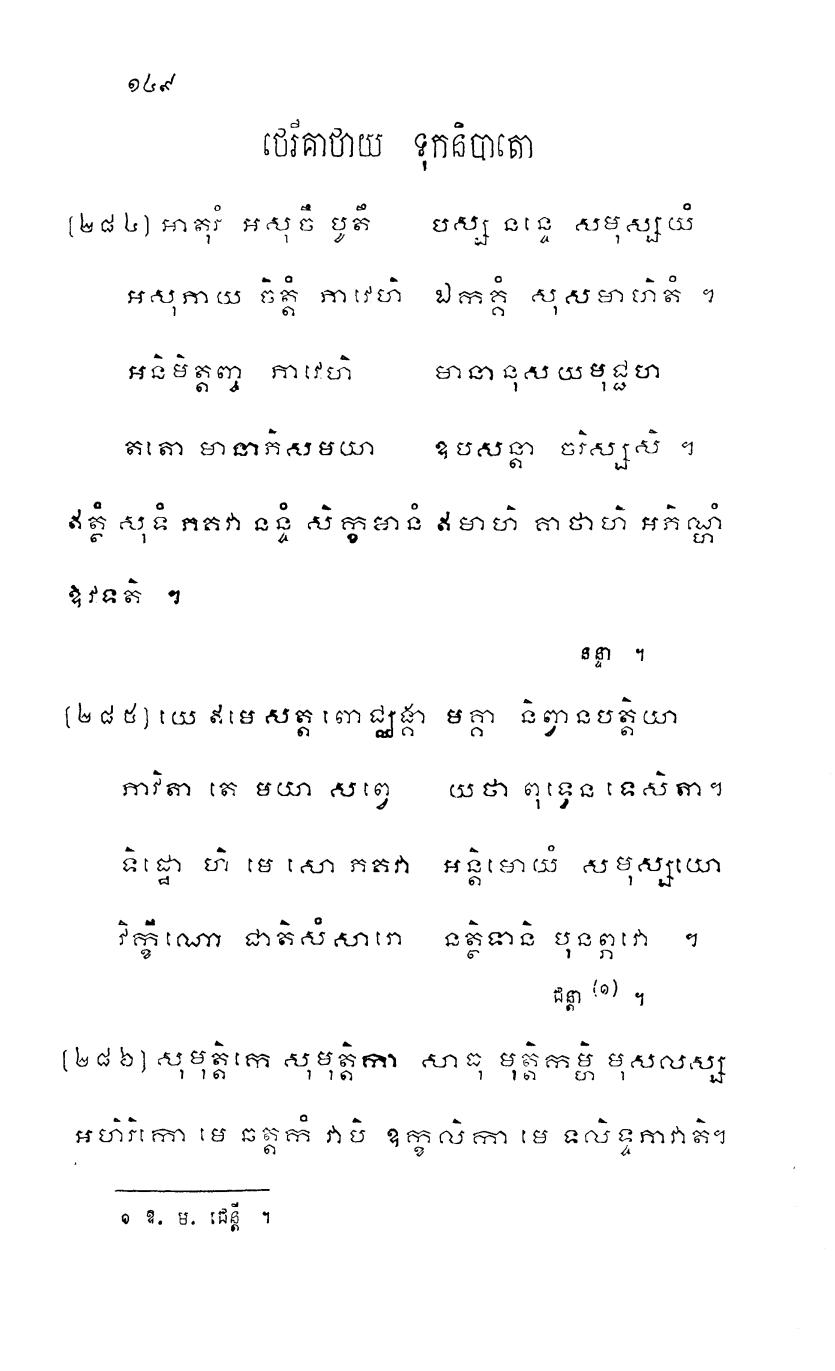 ១៤៩
ថេរីគាថាយ ទុកនិបាតោ
[២៨៤] អាតុរំ អសុចឹ បូតឹ បស្ស នន្ទេ សមុស្សយំ
អសុភាយ ចិត្តំ ភាវេហិ ឯកគ្គំ សុសមាហិតំ ។
អនិមិត្តញ្ច ភាវេហិ មានានុសយមុជ្ជហ
តតោ មានាភិសមយា ឧបសន្តា ចរិស្សសិ ។
ឥត្ថំ សុទំ ភគវា នន្ទំ សិក្ខមានំ ឥមាហិ គាថាហិ អភិណ្ហំ
ឱវទតិ ។
នន្ទា ។
[២៨៥] យេ ឥមេ សត្ត ពោជ្ឈង្គា មគ្គា និព្វានបត្តិយា
ភាវិតា តេ មយា សព្វេ យថា ពុទ្ធេន ទេសិតា។
ទិដ្ឋោ ហិ មេ សោ ភគវា អន្តិមោយំ សមុស្សយោ
វិក្ខីណោ ជាតិសំសារោ នត្ថិទានិ បុនព្ភវោ ។
ជន្តា (១) ។
[២៨៦] សុមុត្តិកេ សុមុត្តិកា សាធុ មុត្តិកម្ហិ មុសលស្ស
អហិរិកោ មេ ឆត្តកំ វាបិ ឧក្ខលិកា មេ ទលិទ្ទភាវាតិ។
១ ឱ. ម. ជេន្តី ។